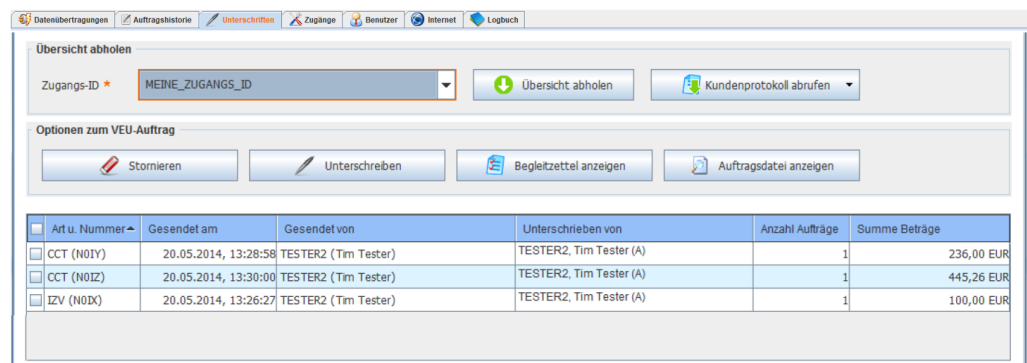 Datenübertragungen Auftragshistorie Unterschriften Zugänge Benutzer Internet Logbuch
Übersicht abholen
Zugangs-ID * MEINE_ZUGANGS_ID Übersicht abholen Kundenprotokoll abrufen
Optionen zum VEU-Auftrag
Stornieren Unterschreiben Begleitzettel anzeigen Auftragsdatei anzeigen
Art u. Nummer Gesendet am Gesendet von Unterschrieben von Anzahl Aufträge Summe Beträge
CCT (N0IY) 20.05.2014, 13:28:58 TESTER2 (Tim Tester) TESTER2, Tim Tester (A) 1 236,00 EUR
CCT (N0IZ) 20.05.2014, 13:30:00 TESTER2 (Tim Tester) TESTER2, Tim Tester (A) 1 445,26 EUR
IZV (N0IX) 20.05.2014, 13:26:27 TESTER2 (Tim Tester) TESTER2, Tim Tester (A) 1 100,00 EUR